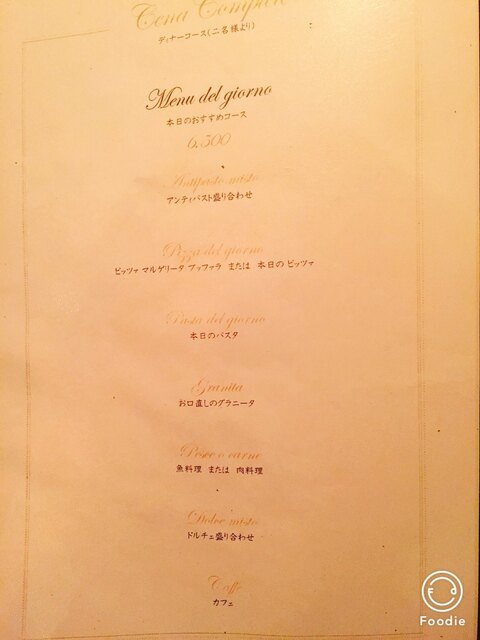 Cena Completa
ディナーコース(二名様より)
Menu del giorno
本日のおすすめコース
6,500
Antipasto misto
アンティパスト盛り合わせ
Pizza del giorno
ピッツァ マルゲリータ ブッファラ または 本日の ピッツァ
Pasta del giorno
本日のパスタ
Granita
お口直しのグラニータ
Pesce o carne
魚料理 または 肉料理
Dolce misto
ドルチェ盛り合わせ
Caffè
カフェ
Foodie